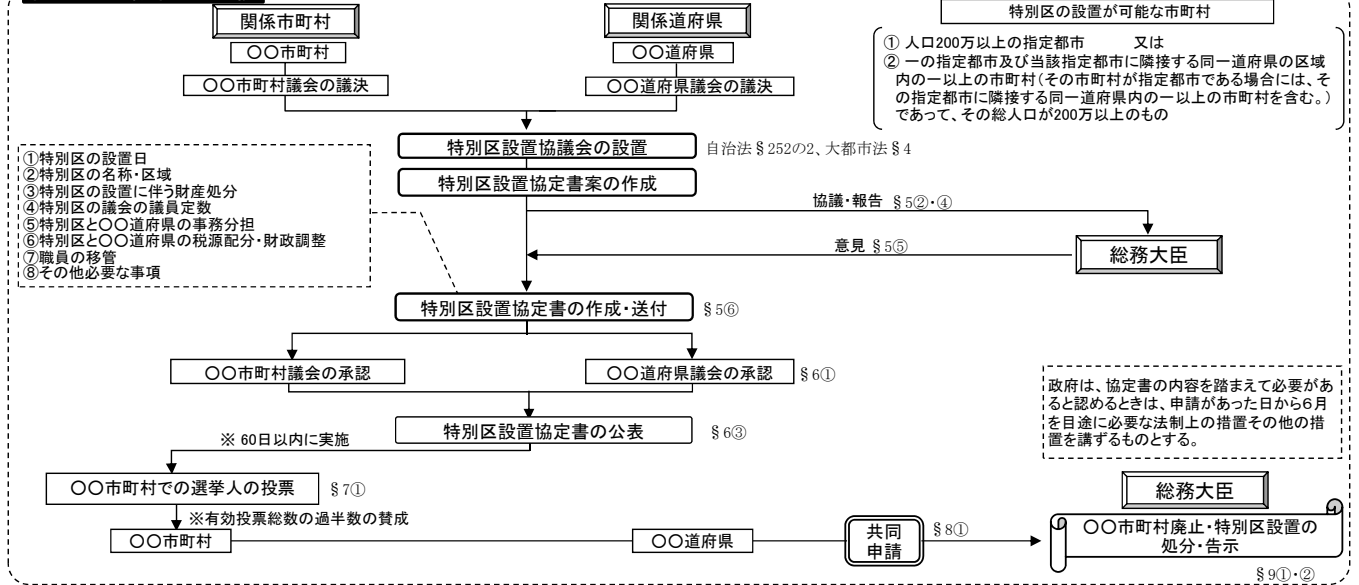 関係市町村
〇〇市町村
〇〇市町村議会の議決
関係道府県
〇〇道府県
〇〇道府県議会の議決
特別区の設置が可能な市町村
① 人口200万以上の指定都市　　又は
② 一の指定都市及び当該指定都市に隣接する同一道府県の区域
内の一以上の市町村(その市町村が指定都市である場合には、そ
の指定都市に隣接する同一道府県内の一以上の市町村を含む。)
であって、その総人口が200万以上のもの
特別区設置協議会の設置
自治法§252の2、大都市法§4
特別区設置協定書案の作成
①特別区の設置日
②特別区の名称・区域
③特別区の設置に伴う財産処分
④特別区の議会の議員定数
⑤特別区と〇〇道府県の事務分担
⑥特別区と〇〇道府県の税源配分・財政調整
⑦職員の移管
⑧その他必要な事項
協議・報告 §5②・④
意見 §5⑤
総務大臣
特別区設置協定書の作成・送付
§5⑥
〇〇市町村議会の承認
〇〇道府県議会の承認
§6①
特別区設置協定書の公表
§6③
※ 60日以内に実施
〇〇市町村での選挙人の投票
§7①
※有効投票総数の過半数の賛成
〇〇市町村
〇〇道府県
共同
申請
§8①
政府は、協定書の内容を踏まえて必要があ
ると認めるときは、申請があった日から6月
を目途に必要な法制上の措置その他の措
置を講ずるものとする。
総務大臣
〇〇市町村廃止・特別区設置の
処分・告示
§9①・②